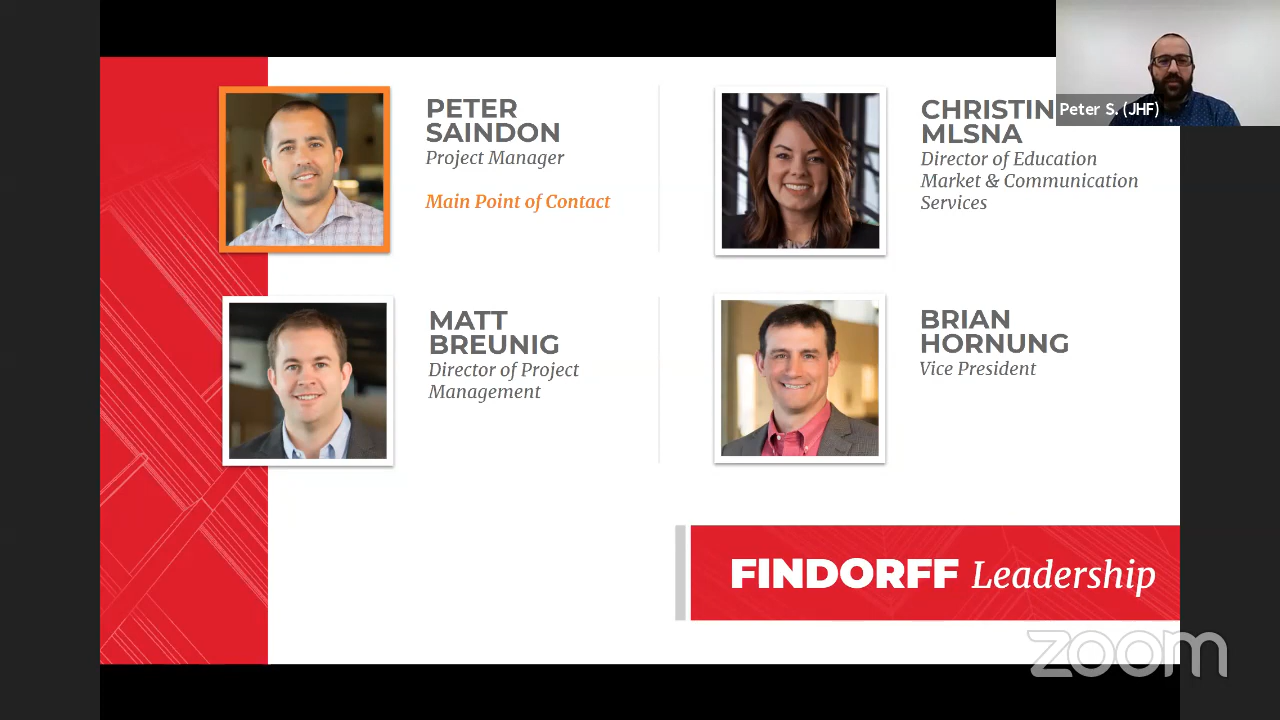 PETER
SAINDON
Project Manager
Main Point of Contact
CHRISTIN
MLSNA
Director of Education
Market & Communication
Services
Peter S. (JHF)
MATT
BREUNIG
Director of Project
Management
BRIAN
HORNUNG
Vice President
FINDORFF Leadership
zoom